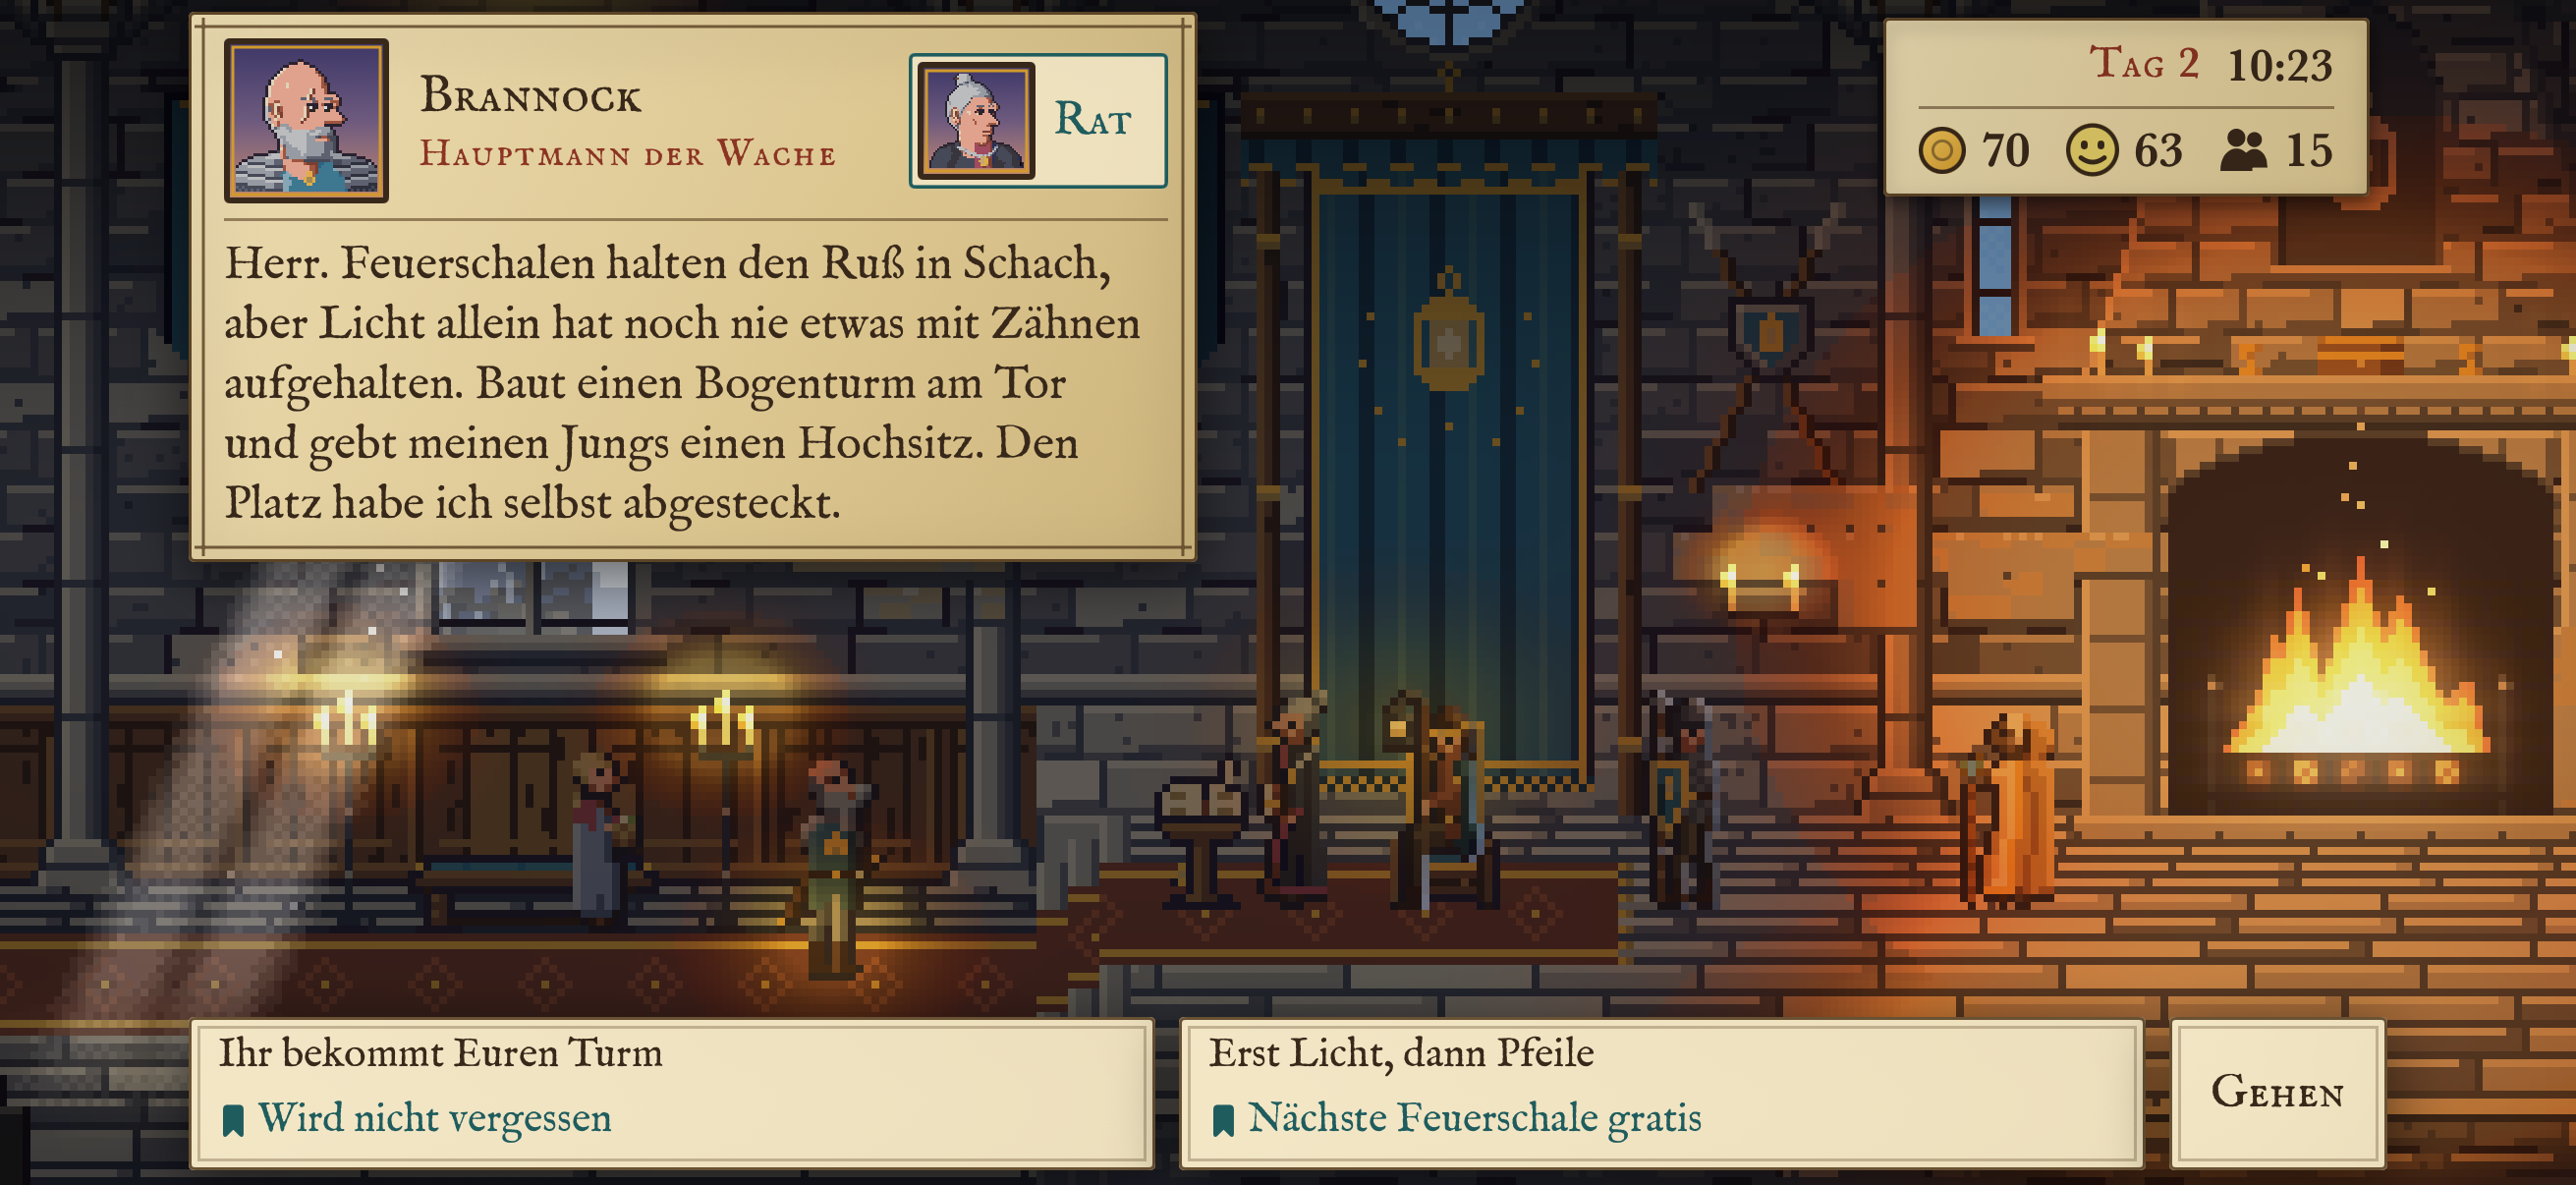 Brannock
Hauptmann der Wache
Rat
Herr. Feuerschalen halten den Ruß in Schach,
aber Licht allein hat noch nie etwas mit Zähnen
aufgehalten. Baut einen Bogenturm am Tor
und gebt meinen Jungs einen Hochsitz. Den
Platz habe ich selbst abgesteckt.
Tag 2 10:23
70 63 15
Ihr bekommt Euren Turm
Wird nicht vergessen
Erst Licht, dann Pfeile
Nächste Feuerschale gratis
Gehen